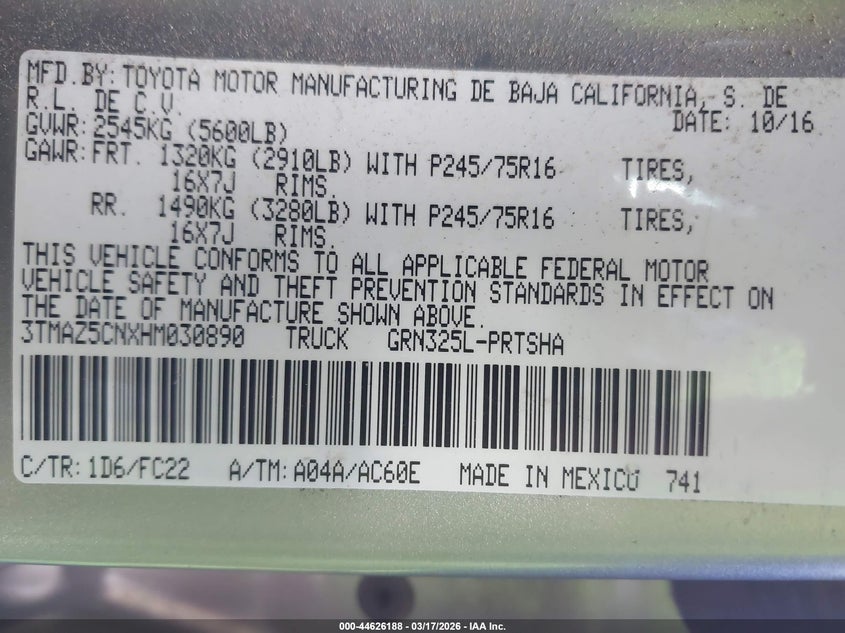 MFD.BY: TOYOTA MOTOR MANUFACTURING DE BAJA CALIFORNIA, S. DE
R.L. DE C.V. DATE: 10/16
GVWR: 2545KG (5600LB)
GAWR: FRT. 1320KG (2910LB) WITH P245/75R16 TIRES,
16X7J RIMS.
RR. 1490KG (3280LB) WITH P245/75R16 TIRES,
16X7J RIMS.
THIS VEHICLE CONFORMS TO ALL APPLICABLE FEDERAL MOTOR
VEHICLE SAFETY AND THEFT PREVENTION STANDARDS IN EFFECT ON
THE DATE OF MANUFACTURE SHOWN ABOVE.
3TMAZ5CNXHM030890 TRUCK GRN325L-PRTSHA
C/TR: 1D6/FC22 A/TM: A04A/AC60E MADE IN MEXICO 741
000-44626188 — 03/17/2026 — IAA Inc.